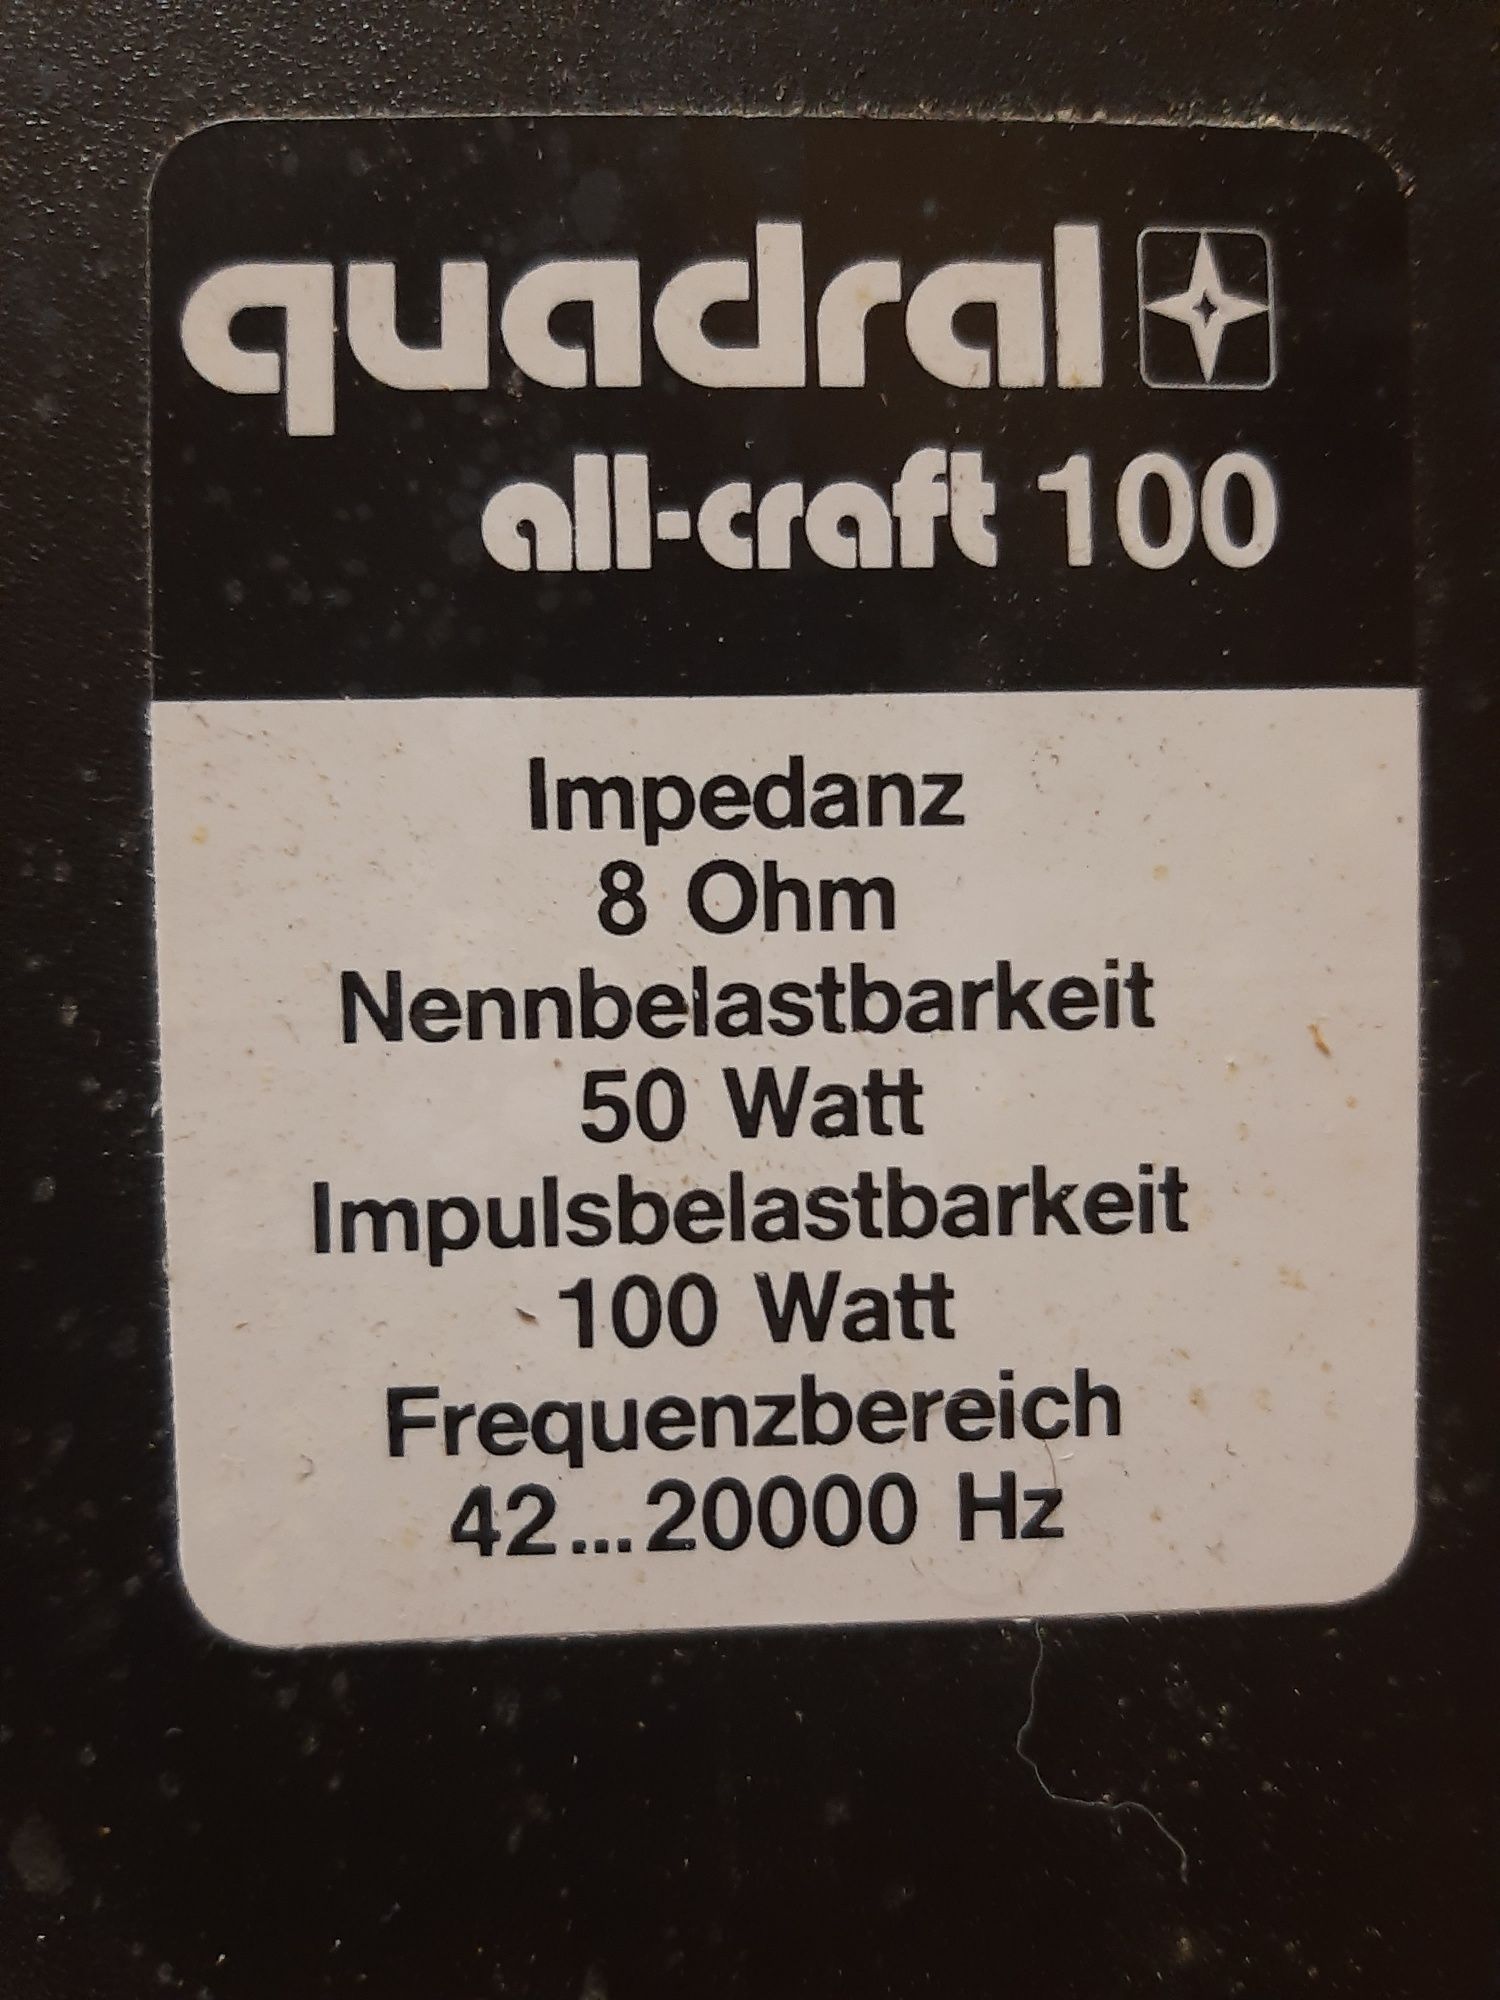 quadral
all-craft 100
Impedanz
8 Ohm
Nennbelastbarkeit
50 Watt
Impulsbelastbarkeit
100 Watt
Frequenzbereich
42...20000 Hz